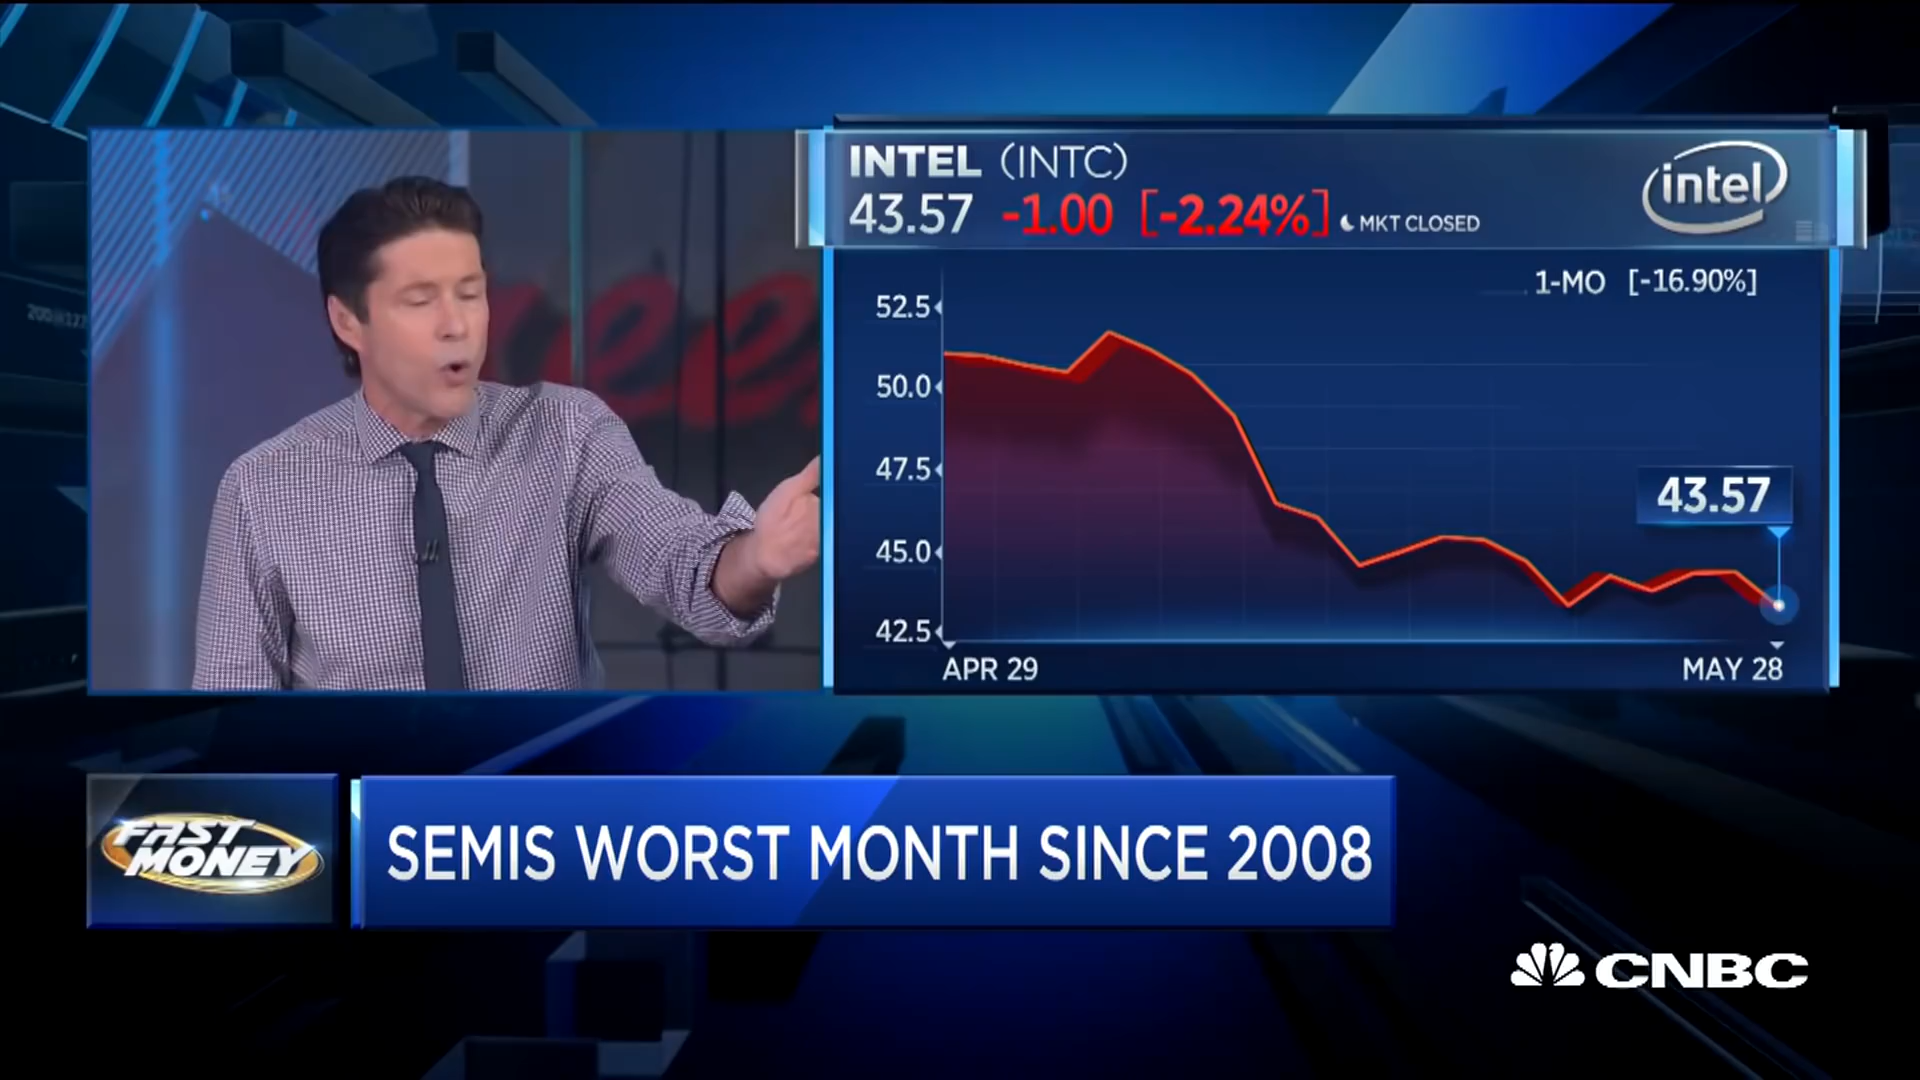 INTEL (INTC)
43.57 -1.00 [-2.24%] MKT CLOSED
intel
1-MO [-16.90%]
52.5
50.0
47.5
45.0
42.5
43.57
APR 29
MAY 28
FAST
MONEY
SEMIS WORST MONTH SINCE 2008
CNBC